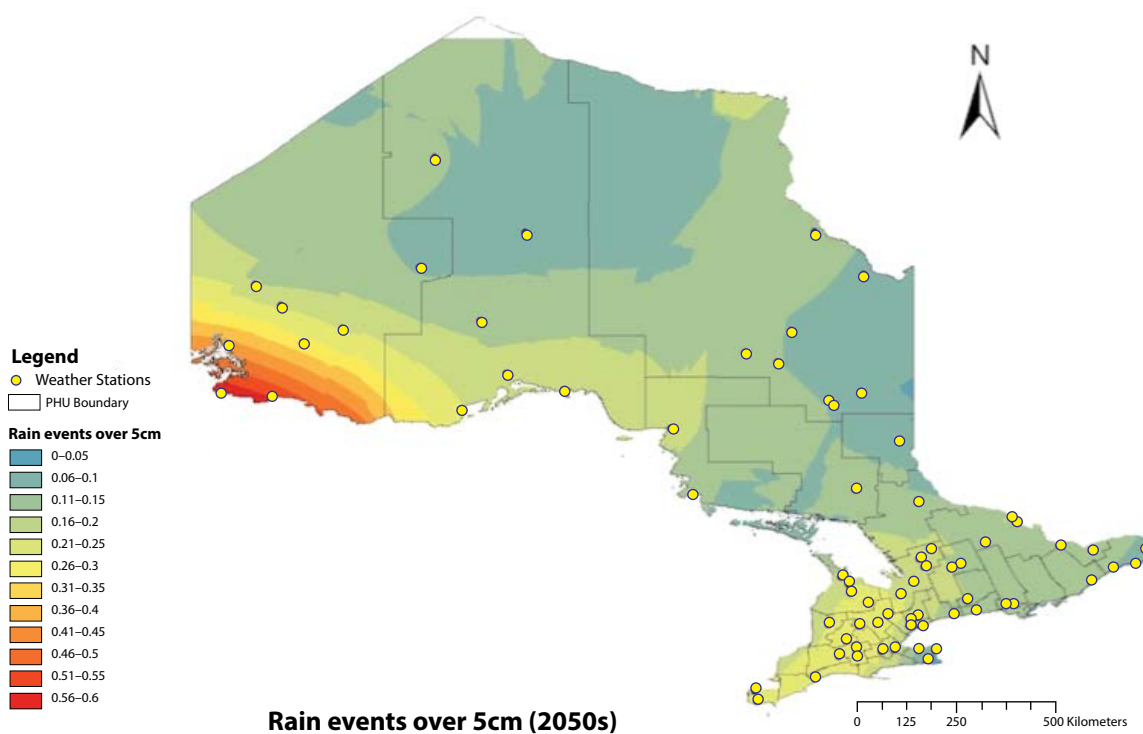 N
Legend
Weather Stations
PHU Boundary
Rain events over 5cm
0–0.05
0.06–0.1
0.11–0.15
0.16–0.2
0.21–0.25
0.26–0.3
0.31–0.35
0.36–0.4
0.41–0.45
0.46–0.5
0.51–0.55
0.56–0.6
Rain events over 5cm (2050s)
0 125 250 500 Kilometers